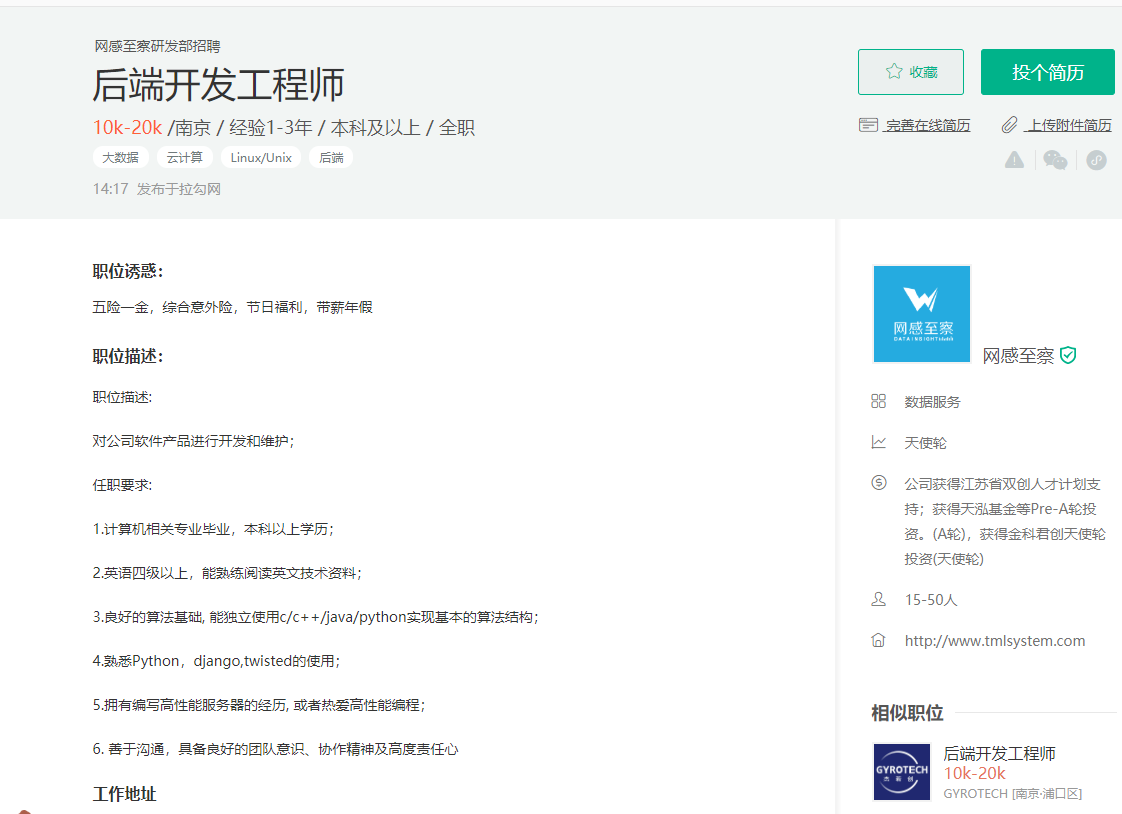 网感至察研发部招聘
后端开发工程师
10k-20k /南京 / 经验1-3年 / 本科及以上 / 全职
大数据 云计算 Linux/Unix 后端
14:17 发布于拉勾网
收藏
投个简历
完善在线简历
上传附件简历
职位诱惑：
五险一金，综合意外险，节日福利，带薪年假
职位描述：
职位描述:
对公司软件产品进行开发和维护；
任职要求:
1.计算机相关专业毕业，本科以上学历；
2.英语四级以上，能熟练阅读英文技术资料；
3.良好的算法基础, 能独立使用c/c++/java/python实现基本的算法结构；
4.熟悉Python，django,twisted的使用；
5.拥有编写高性能服务器的经历, 或者热爱高性能编程；
6. 善于沟通，具备良好的团队意识、协作精神及高度责任心
工作地址
网感至察
网感至察
数据服务
天使轮
公司获得江苏省双创人才计划支
持；获得天泓基金等Pre-A轮投
资。(A轮)，获得金科君创天使轮
投资(天使轮)
15-50人
http://www.tmlsystem.com
相似职位
GYROTECH
后端开发工程师
10k-20k
GYROTECH [南京·浦口区]